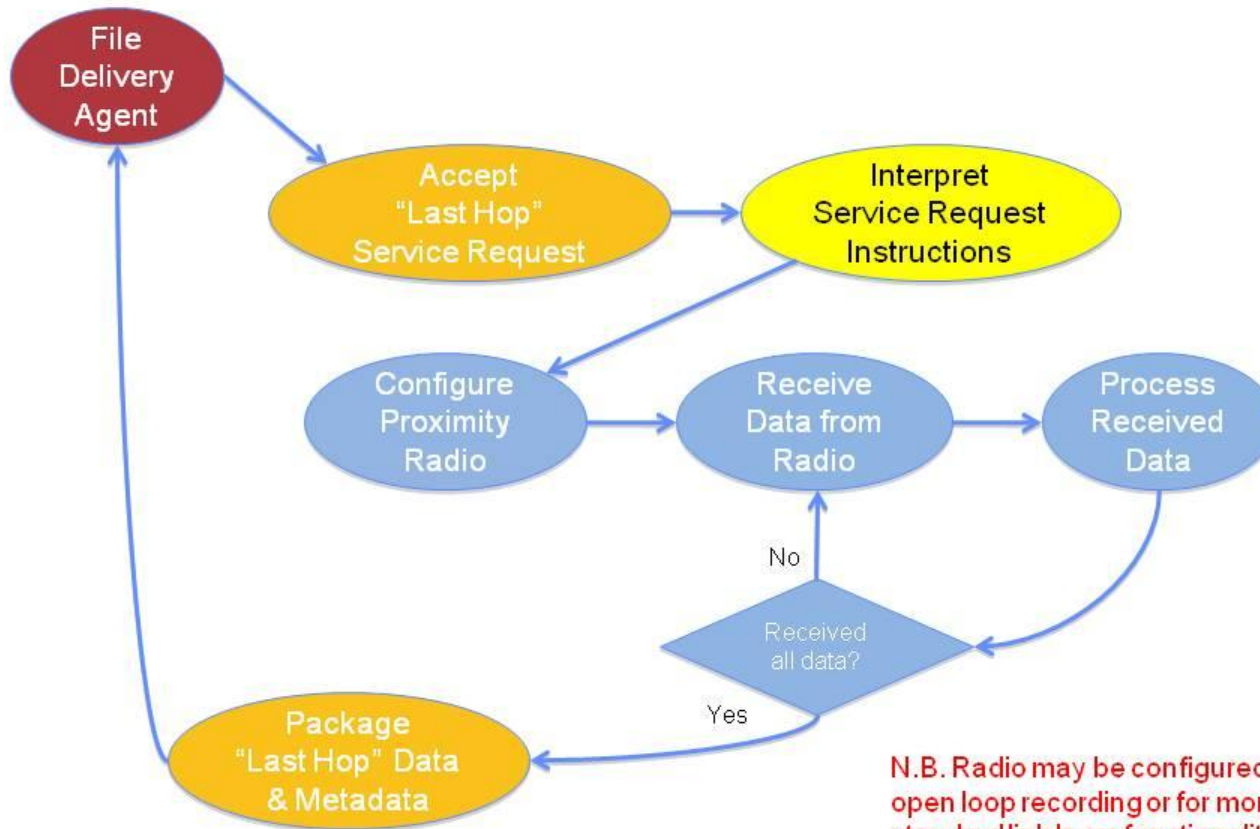 File
Delivery
Agent
Accept
“Last Hop”
Service Request
Interpret
Service Request
Instructions
Configure
Proximity
Radio
Receive
Data from
Radio
Process
Received
Data
No
Received
all data?
Yes
Package
“Last Hop” Data
& Metadata
N.B. Radio may be configured
open loop recording or for mor